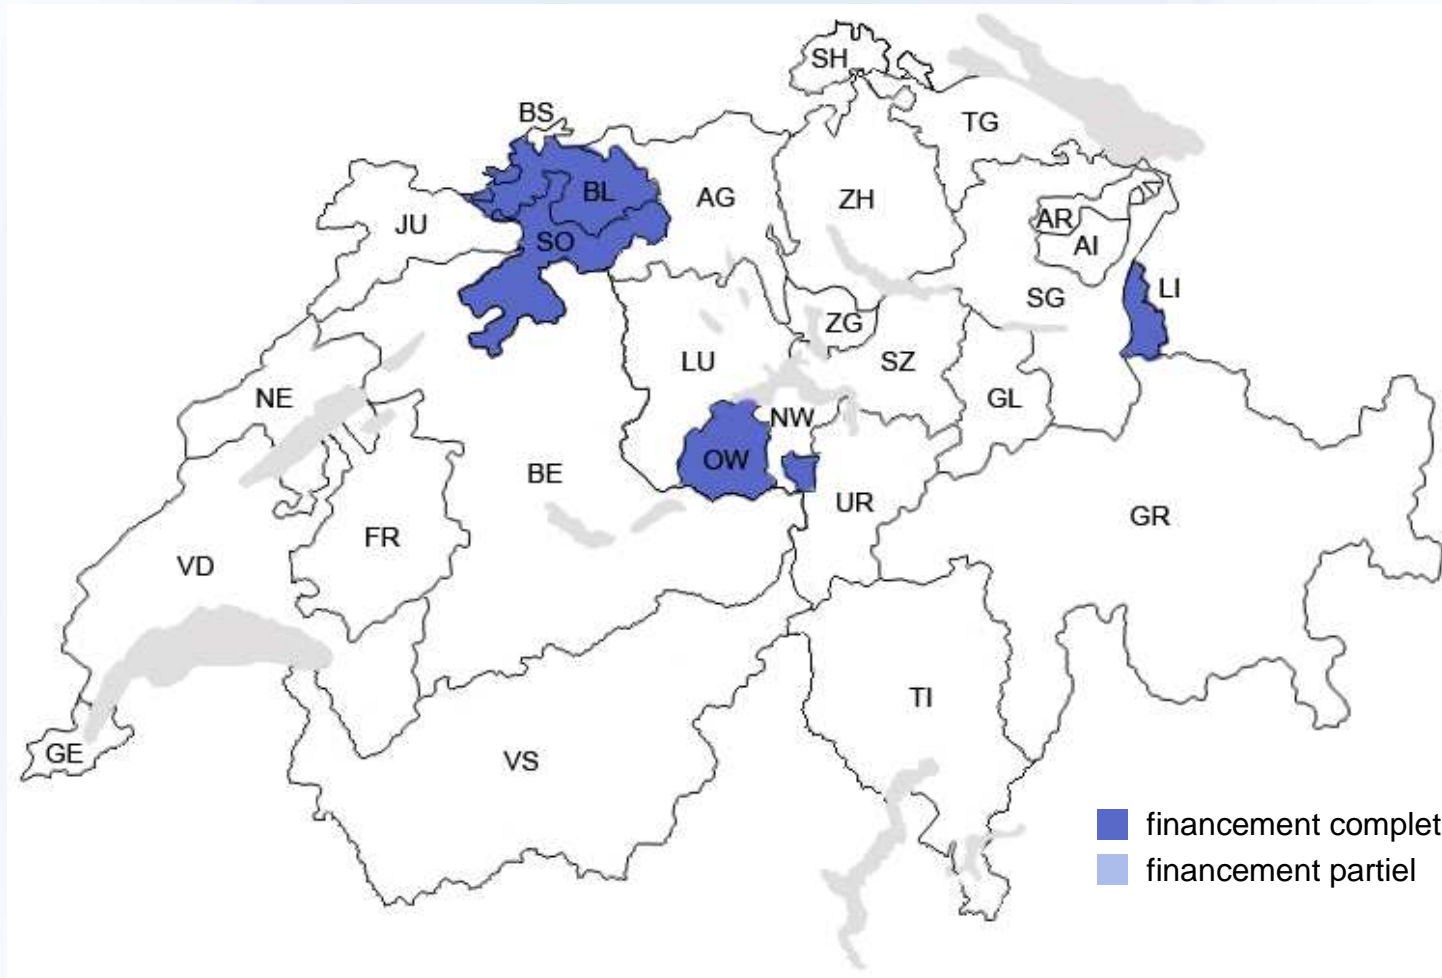 SH
BS
TG
BL
AG
ZH
JU
AR
SO
AI
LI
SG
ZG
LU
SZ
NE
GL
NW
OW
BE
UR
GR
FR
VD
TI
GE
VS
financement complet
financement partiel